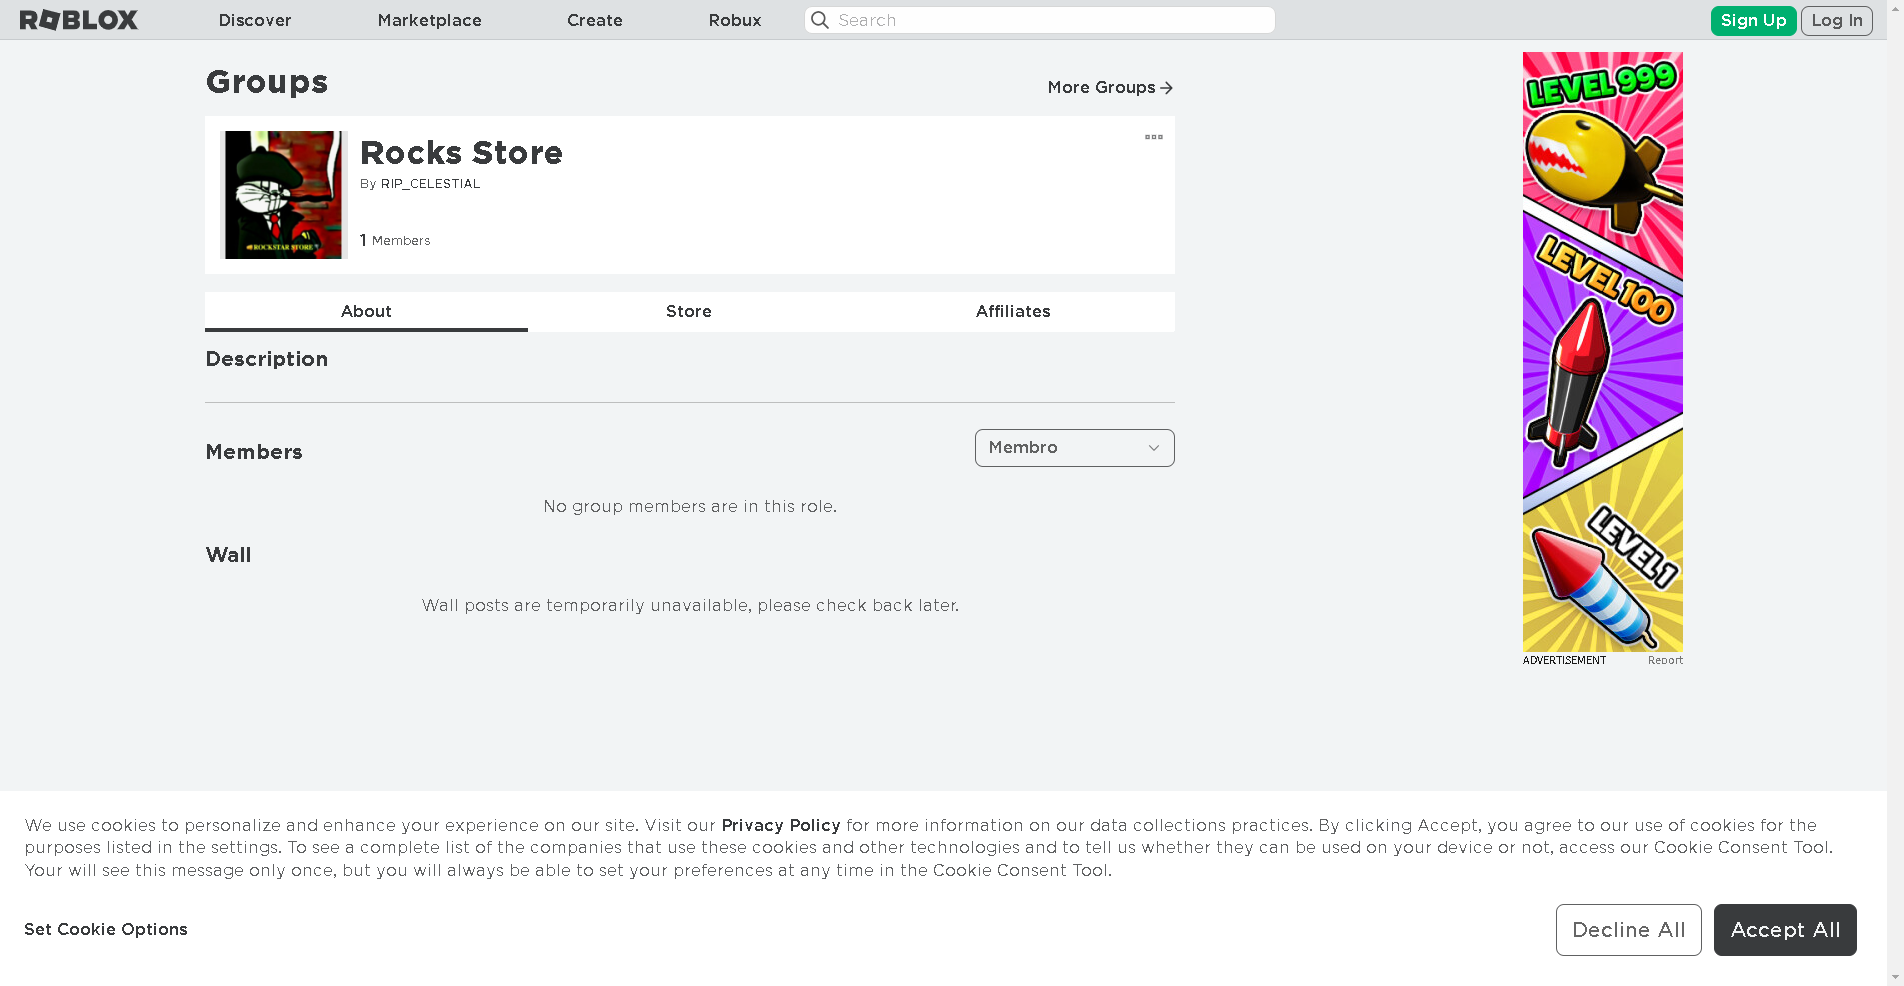 ROBLOX
Discover
Marketplace
Create
Robux
Search
Sign Up
Log In
Groups
More Groups
Rocks Store
By RIP_CELESTIAL
1 Members
ROCKSTAR STORE
About
Store
Affiliates
Description
Members
Membro
No group members are in this role.
Wall
Wall posts are temporarily unavailable, please check back later.
LEVEL 999
LEVEL 100
LEVEL 1
ADVERTISEMENT
Report
We use cookies to personalize and enhance your experience on our site. Visit our Privacy Policy for more information on our data collections practices. By clicking Accept, you agree to our use of cookies for the
purposes listed in the settings. To see a complete list of the companies that use these cookies and other technologies and to tell us whether they can be used on your device or not, access our Cookie Consent Tool.
Your will see this message only once, but you will always be able to set your preferences at any time in the Cookie Consent Tool.
Set Cookie Options
Decline All
Accept All